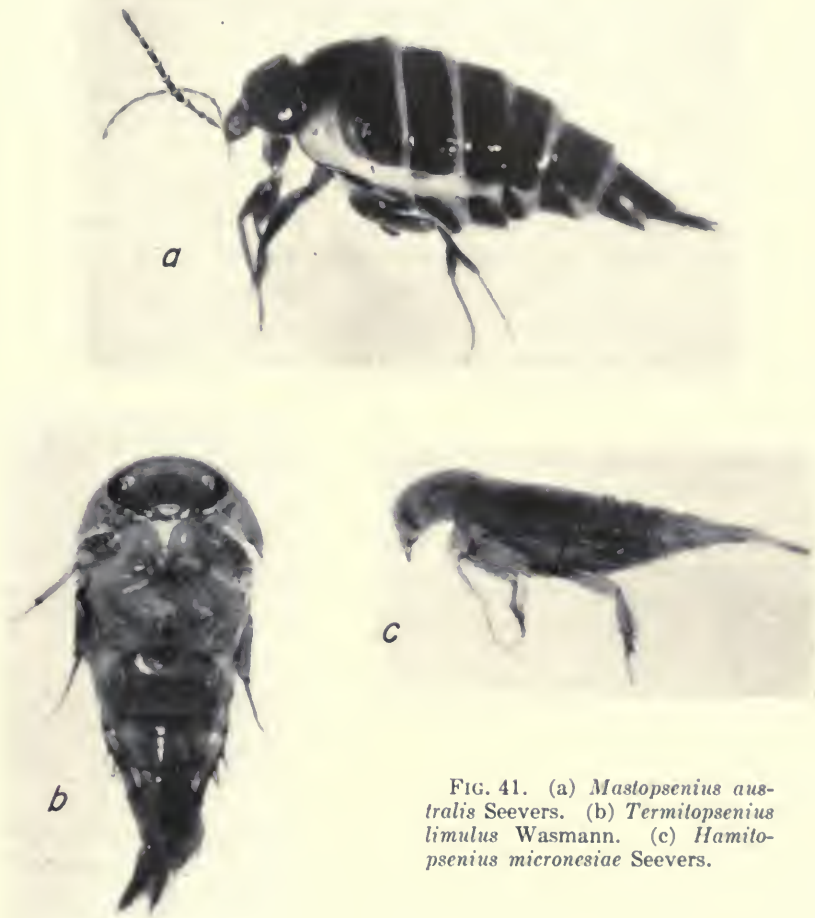 a
b
c
FIG. 41. (a) Mastopsenius aus-
tralis Seevers. (b) Termitopsenius
limulus Wasmann. (c) Hamito-
psenius micronesiae Seevers.